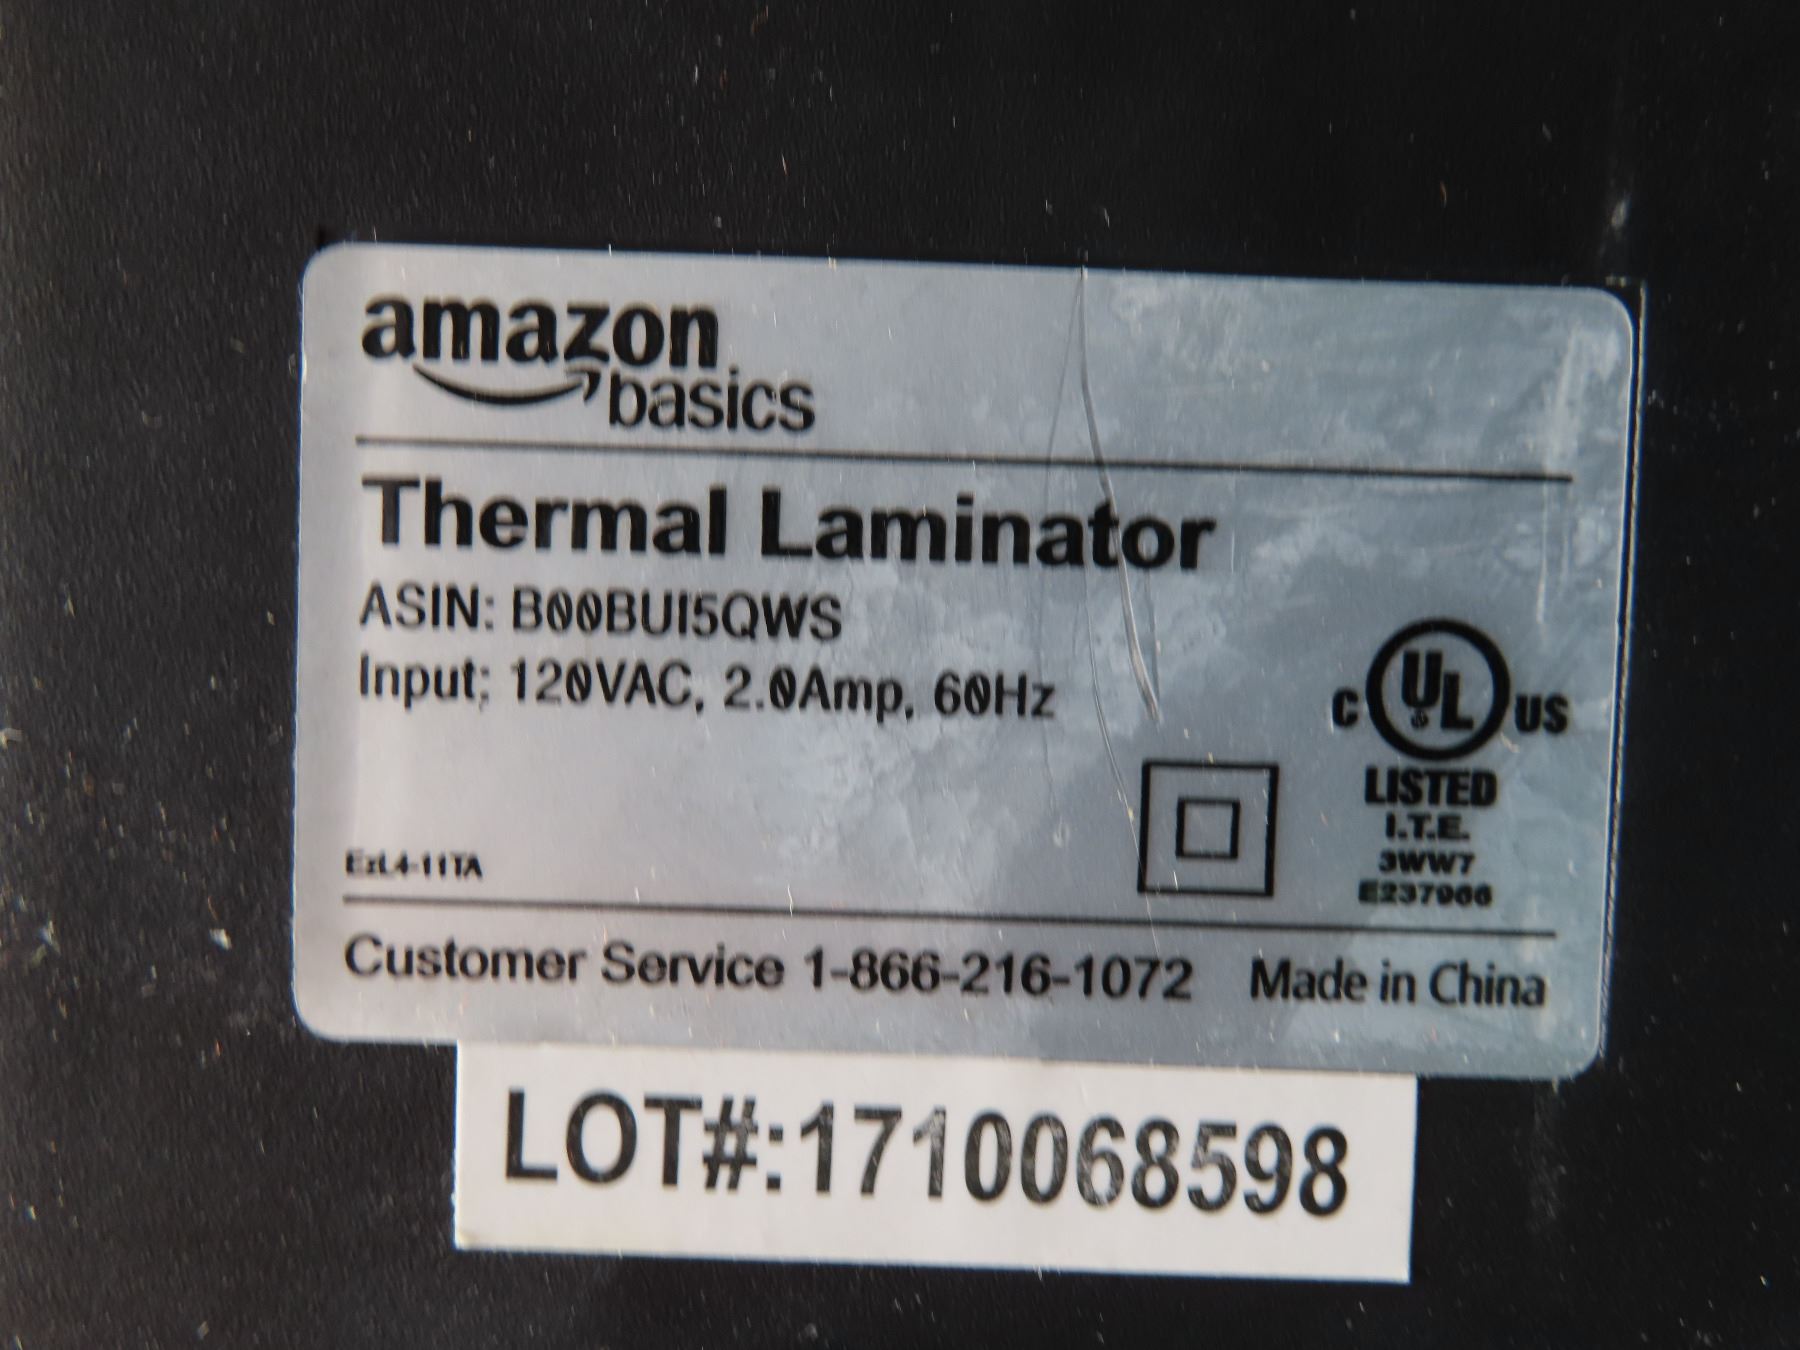 amazon
basics
Thermal Laminator
ASIN: B00BUI5QWS
Input: 120VAC, 2.0Amp, 60Hz
C UL US
LISTED
I.T.E.
3WW7
E237966
EzL4-11TA
Customer Service 1-866-216-1072 Made in China
LOT#:1710068598